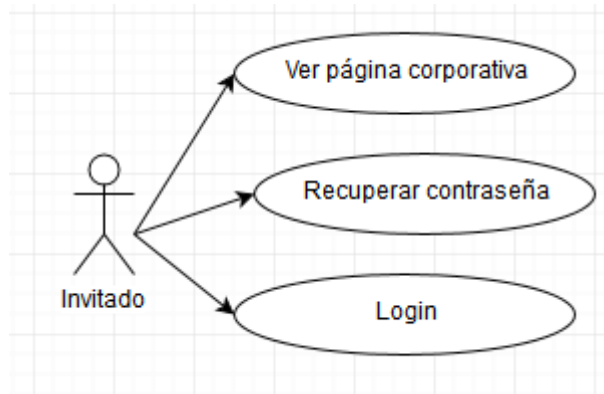 Ver página corporativa
Recuperar contraseña
Invitado
Login